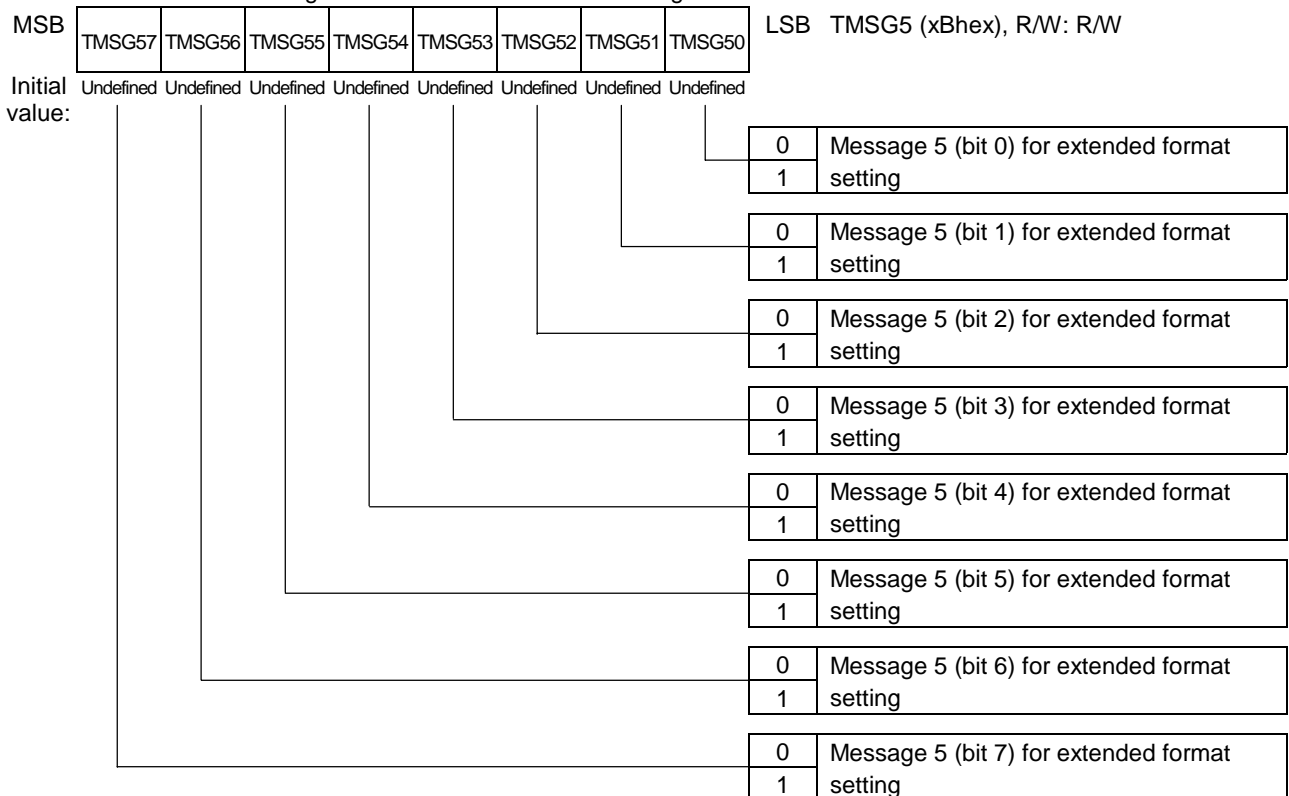 MSB TMSG57 TMSG56 TMSG55 TMSG54 TMSG53 TMSG52 TMSG51 TMSG50 LSB TMSG5 (xBhex), R/W: R/W
Initial value: Undefined Undefined Undefined Undefined Undefined Undefined Undefined Undefined
0 Message 5 (bit 0) for extended format
1 setting
0 Message 5 (bit 1) for extended format
1 setting
0 Message 5 (bit 2) for extended format
1 setting
0 Message 5 (bit 3) for extended format
1 setting
0 Message 5 (bit 4) for extended format
1 setting
0 Message 5 (bit 5) for extended format
1 setting
0 Message 5 (bit 6) for extended format
1 setting
0 Message 5 (bit 7) for extended format
1 setting